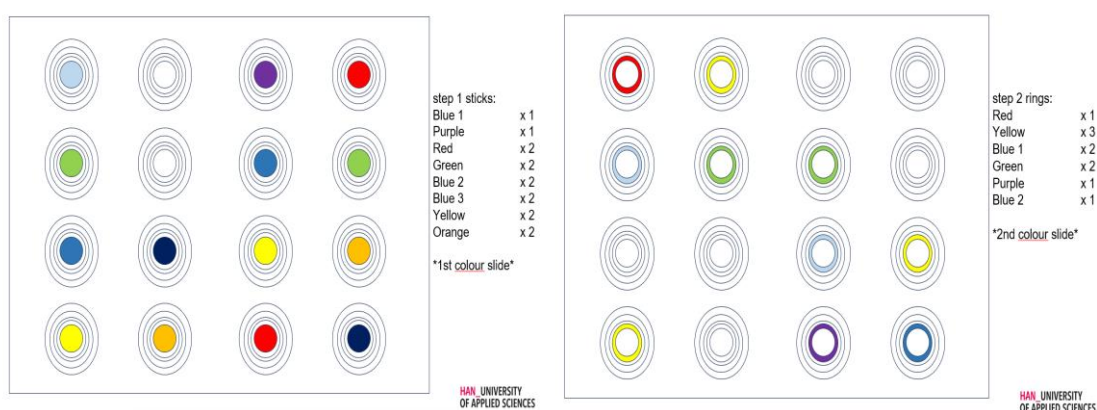 step 1 sticks:
Blue 1 x 1
Purple x 1
Red x 2
Green x 2
Blue 2 x 2
Blue 3 x 2
Yellow x 2
Orange x 2
*1st colour slide*
HAN_UNIVERSITY
OF APPLIED SCIENCES
step 2 rings:
Red x 1
Yellow x 3
Blue 1 x 2
Green x 2
Purple x 1
Blue 2 x 1
*2nd colour slide*
HAN_UNIVERSITY
OF APPLIED SCIENCES